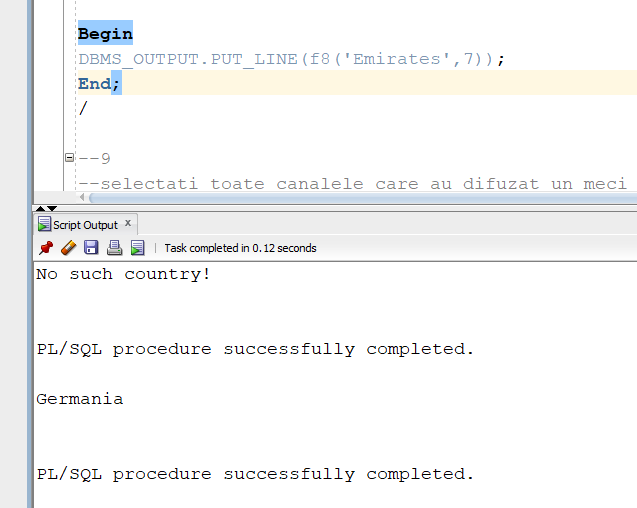 Begin
DBMS_OUTPUT.PUT_LINE(f8('Emirates',7));
End;
/
--9
--selectati toate canalele care au difuzat un meci
Script Output x
Task completed in 0.12 seconds
No such country!
PL/SQL procedure successfully completed.
Germania
PL/SQL procedure successfully completed.